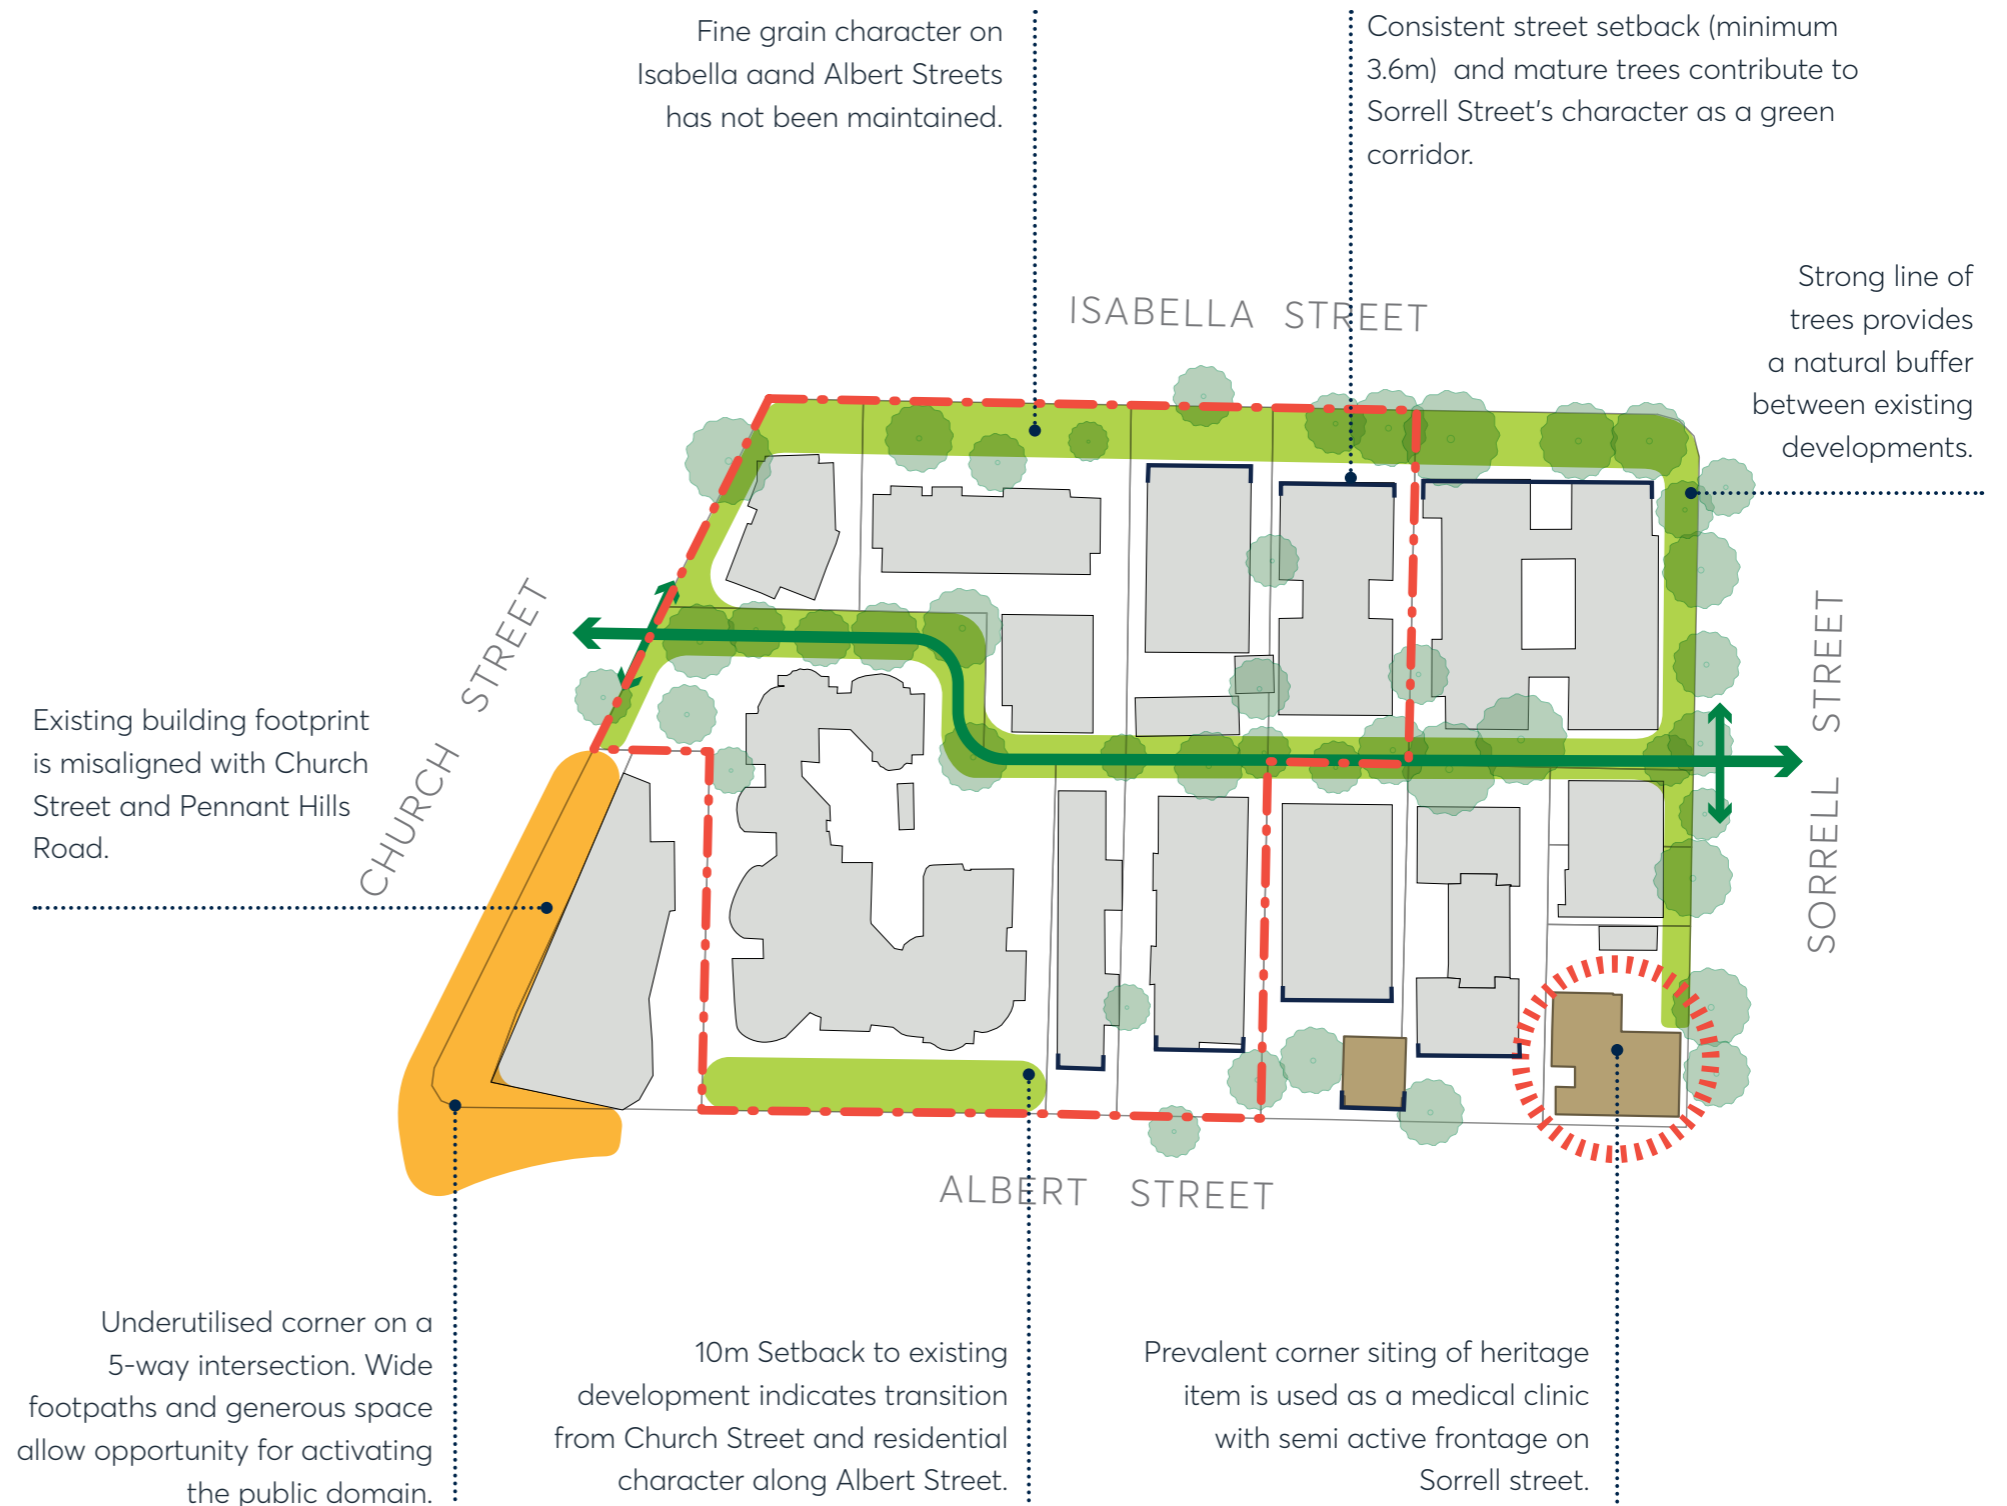 Fine grain character on
Isabella aand Albert Streets
has not been maintained.
Consistent street setback (minimum
3.6m) and mature trees contribute to
Sorrell Street's character as a green
corridor.
Strong line of
trees provides
a natural buffer
between existing
developments.
ISABELLA STREET
CHURCH STREET
SORRELL STREET
Existing building footprint
is misaligned with Church
Street and Pennant Hills
Road.
ALBERT STREET
Underutilised corner on a
5-way intersection. Wide
footpaths and generous space
allow opportunity for activating
the public domain.
10m Setback to existing
development indicates transition
from Church Street and residential
character along Albert Street.
Prevalent corner siting of heritage
item is used as a medical clinic
with semi active frontage on
Sorrell street.